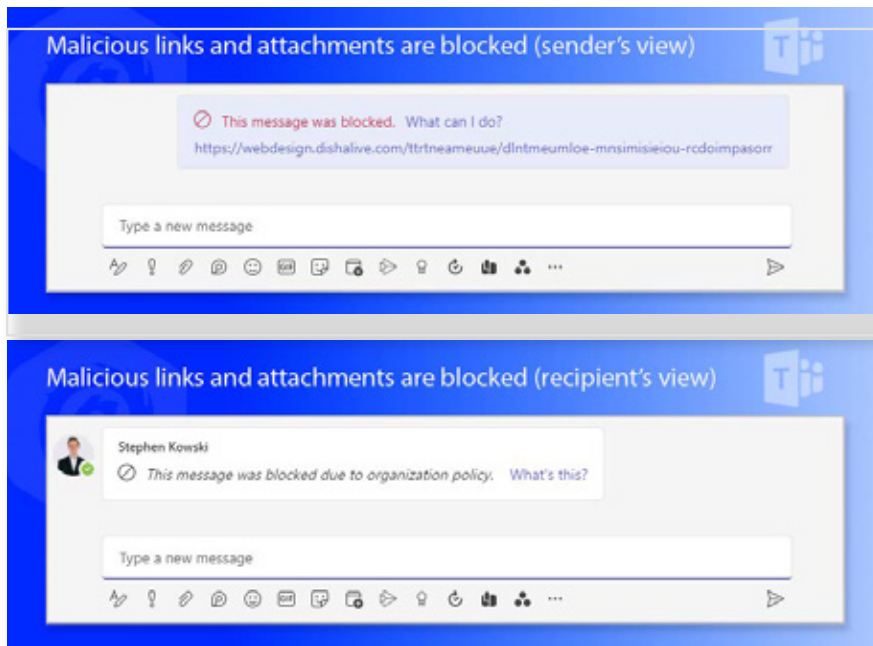 Malicious links and attachments are blocked (sender's view)
T
This message was blocked. What can I do?
https://webdesign.dishalive.com/ttrtneameuue/dlntmeumloe-mnsimisieiou-rcdoimpasorr
Type a new message
GIF
Malicious links and attachments are blocked (recipient's view)
T
Stephen Kowski
This message was blocked due to organization policy. What's this?
Type a new message
GIF